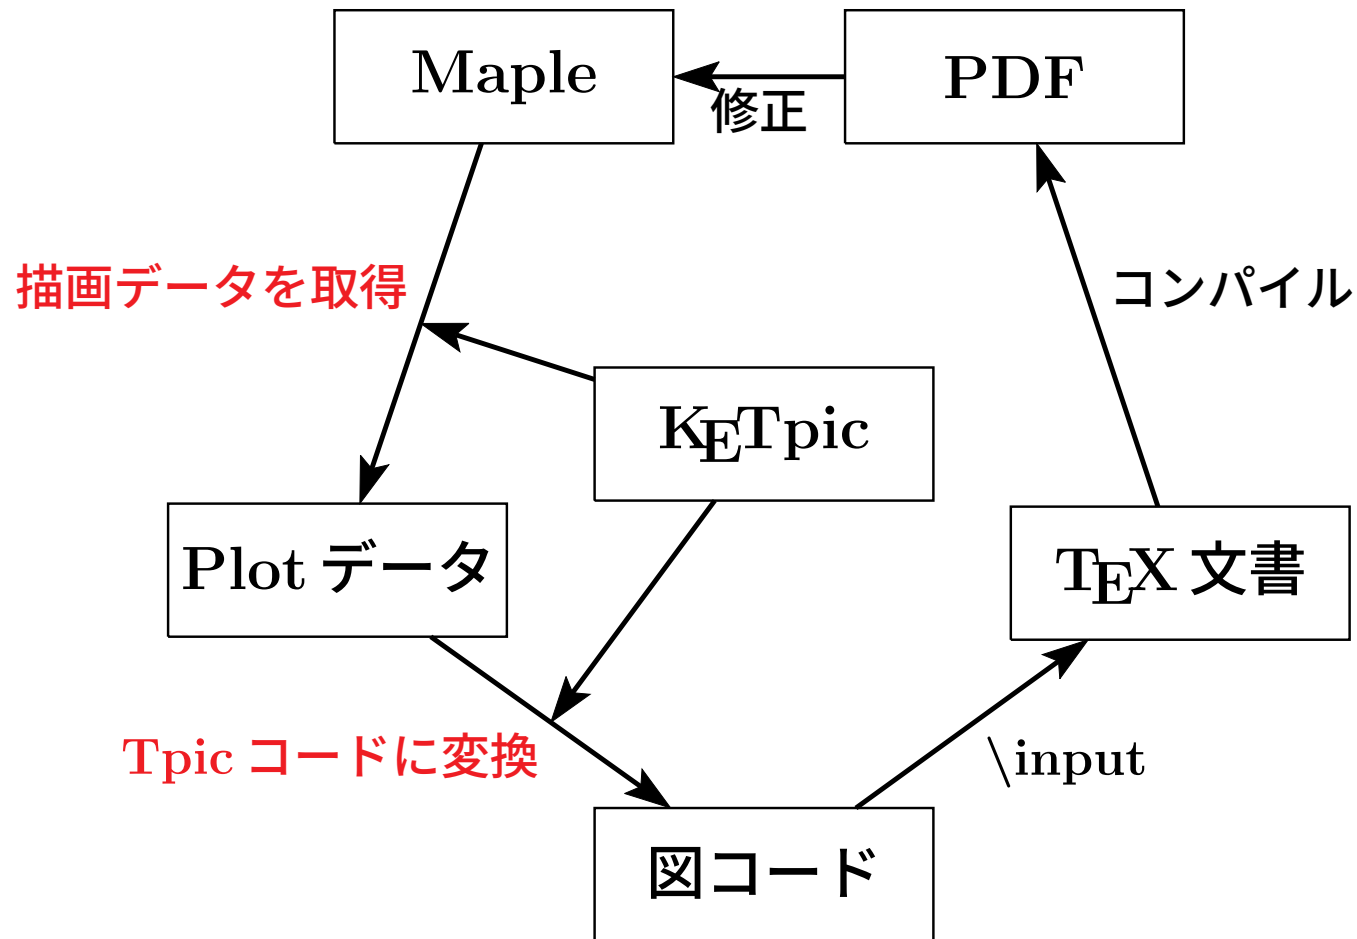 Maple
PDF
修正
描画データを取得
コンパイル
KETpic
Plot データ
TEX 文書
Tpic コードに変換
\input
図コード